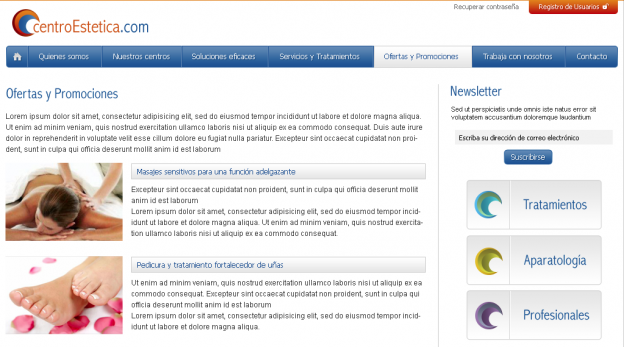 Recuperar contraseña
Registro de Usuarios
centroEstetica.com
Quienes somos
Nuestros centros
Soluciones eficaces
Servicios y Tratamientos
Ofertas y Promociones
Trabaja con nosotros
Contacto
Ofertas y Promociones
Lorem ipsum dolor sit amet, consectetur adipisicing elit, sed do eiusmod tempor incididunt ut labore et dolore magna aliqua.
Ut enim ad minim veniam, quis nostrud exercitation ullamco laboris nisi ut aliquip ex ea commodo consequat. Duis aute irure
dolor in reprehenderit in voluptate velit esse cillum dolore eu fugiat nulla pariatur. Excepteur sint occaecat cupidatat non proi-
dent, sunt in culpa qui officia deserunt mollit anim id est laborum
Masajes sensitivos para una función adelgazante
Excepteur sint occaecat cupidatat non proident, sunt in culpa qui officia deserunt mollit
anim id est laborum
Lorem ipsum dolor sit amet, consectetur adipisicing elit, sed do eiusmod tempor incid-
idunt ut labore et dolore magna aliqua. Ut enim ad minim veniam, quis nostrud exercita-
tion ullamco laboris nisi ut aliquip ex ea commodo consequat.
Pedicura y tratamiento fortalecedor de uñas
Ut enim ad minim veniam, quis nostrud exercitation ullamco laboris nisi ut aliquip ex ea
commodo consequat. Excepteur sint occaecat cupidatat non proident, sunt in culpa qui
officia deserunt mollit anim id est laborum
Lorem ipsum dolor sit amet, consectetur adipisicing elit, sed do eiusmod tempor incid-
idunt ut labore et dolore magna aliqua.
Newsletter
Sed ut perspiciatis unde omnis iste natus error sit
voluptatem accusantium doloremque laudantium
Escriba su dirección de correo electrónico
Suscribirse
Tratamientos
Aparatología
Profesionales